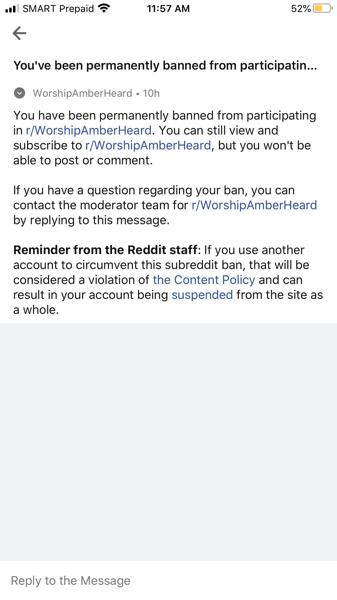 SMART Prepaid 11:57 AM 52%
You've been permanently banned from participatin...
WorshipAmberHeard • 10h
You have been permanently banned from participating
in r/WorshipAmberHeard. You can still view and
subscribe to r/WorshipAmberHeard, but you won't be
able to post or comment.
If you have a question regarding your ban, you can
contact the moderator team for r/WorshipAmberHeard
by replying to this message.
Reminder from the Reddit staff: If you use another
account to circumvent this subreddit ban, that will be
considered a violation of the Content Policy and can
result in your account being suspended from the site as
a whole.
Reply to the Message